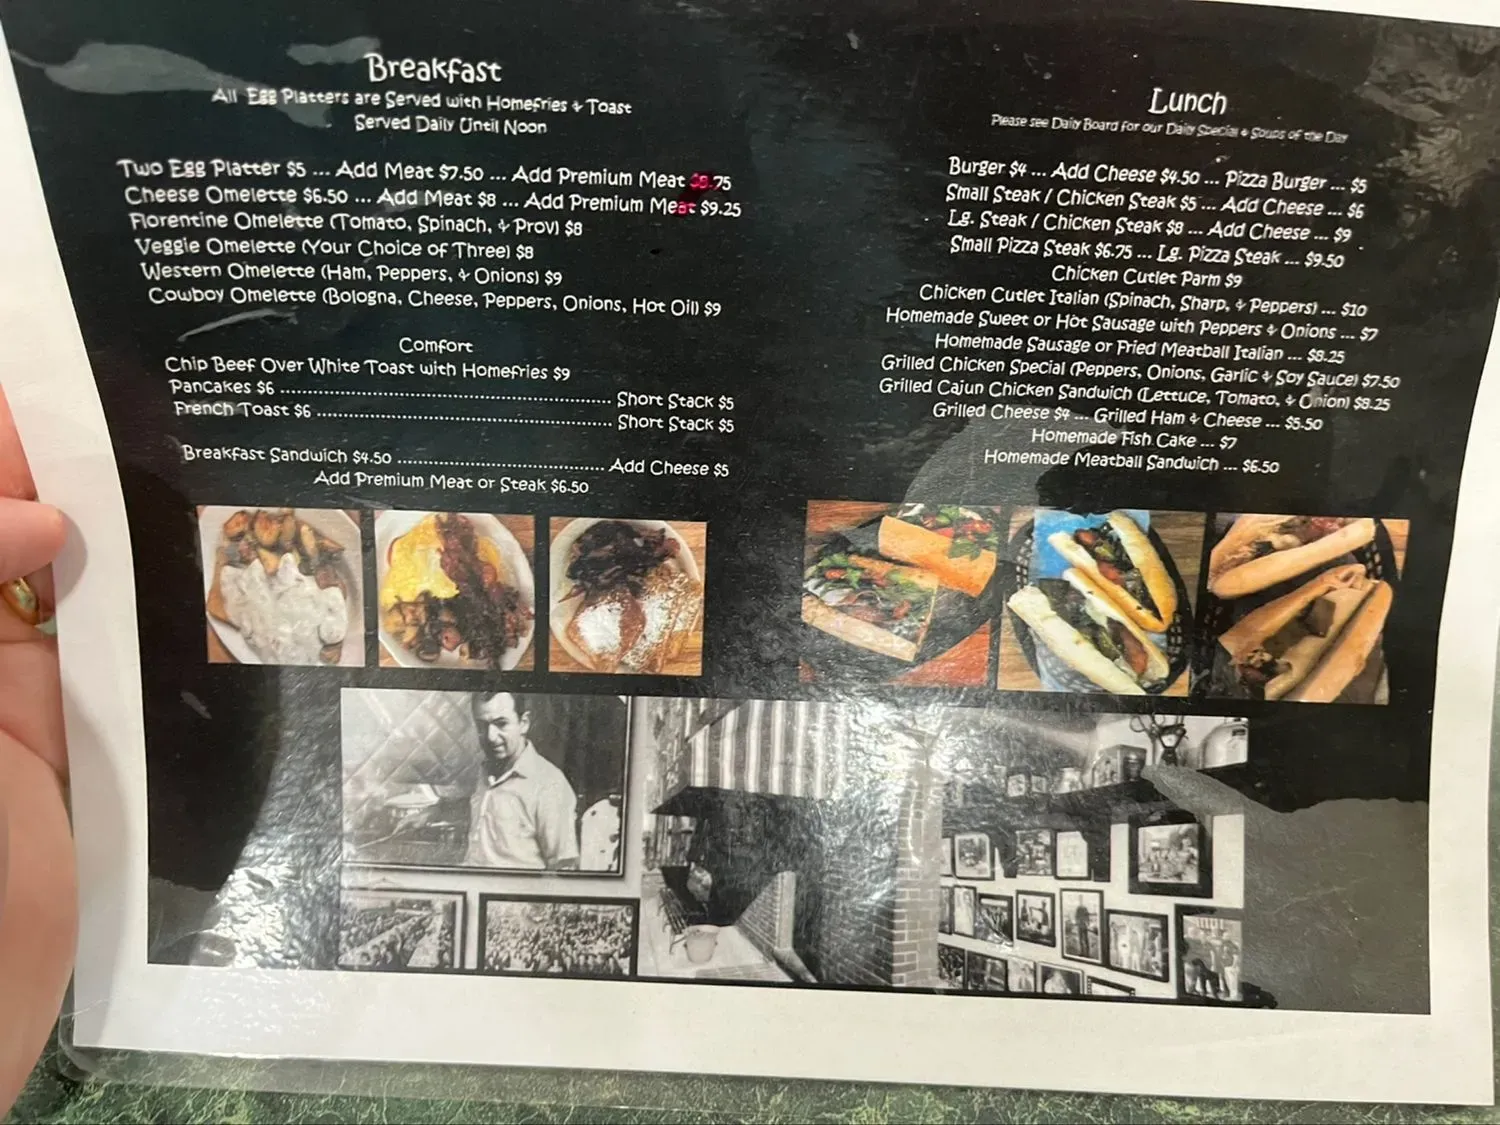 Breakfast
All Egg Platters are Served with Homefries & Toast
Served Daily Until Noon
Two Egg Platter $5 ... Add Meat $7.50 ... Add Premium Meat $8.75
Cheese Omelette $6.50 ... Add Meat $8 ... Add Premium Meat $9.25
Florentine Omelette (Tomato, Spinach, & Prov) $8
Veggie Omelette (Your Choice of Three) $8
Western Omelette (Ham, Peppers, & Onions) $9
Cowboy Omelette (Bologna, Cheese, Peppers, Onions, Hot Oil) $9
Comfort
Chip Beef Over White Toast with Homefries $9
Pancakes $6 ........................................................ Short Stack $5
French Toast $6 .................................................. Short Stack $5
Breakfast Sandwich $4.50 ................................... Add Cheese $5
Add Premium Meat or Steak $6.50
Lunch
Please see Daily Board for our Daily Special & Soups of the Day
Burger $4 ... Add Cheese $4.50 ... Pizza Burger ... $5
Small Steak / Chicken Steak $5 ... Add Cheese ... $6
Lg. Steak / Chicken Steak $8 ... Add Cheese ... $9
Small Pizza Steak $6.75 ... Lg. Pizza Steak ... $9.50
Chicken Cutlet Parm $9
Chicken Cutlet Italian (Spinach, Sharp, & Peppers) ... $10
Homemade Sweet or Hot Sausage with Peppers & Onions ... $7
Homemade Sausage or Fried Meatball Italian ... $8.25
Grilled Chicken Special (Peppers, Onions, Garlic & Soy Sauce) $7.50
Grilled Cajun Chicken Sandwich (Lettuce, Tomato, & Onion) $8.25
Grilled Cheese $4 ... Grilled Ham & Cheese ... $5.50
Homemade Fish Cake ... $7
Homemade Meatball Sandwich ... $6.50